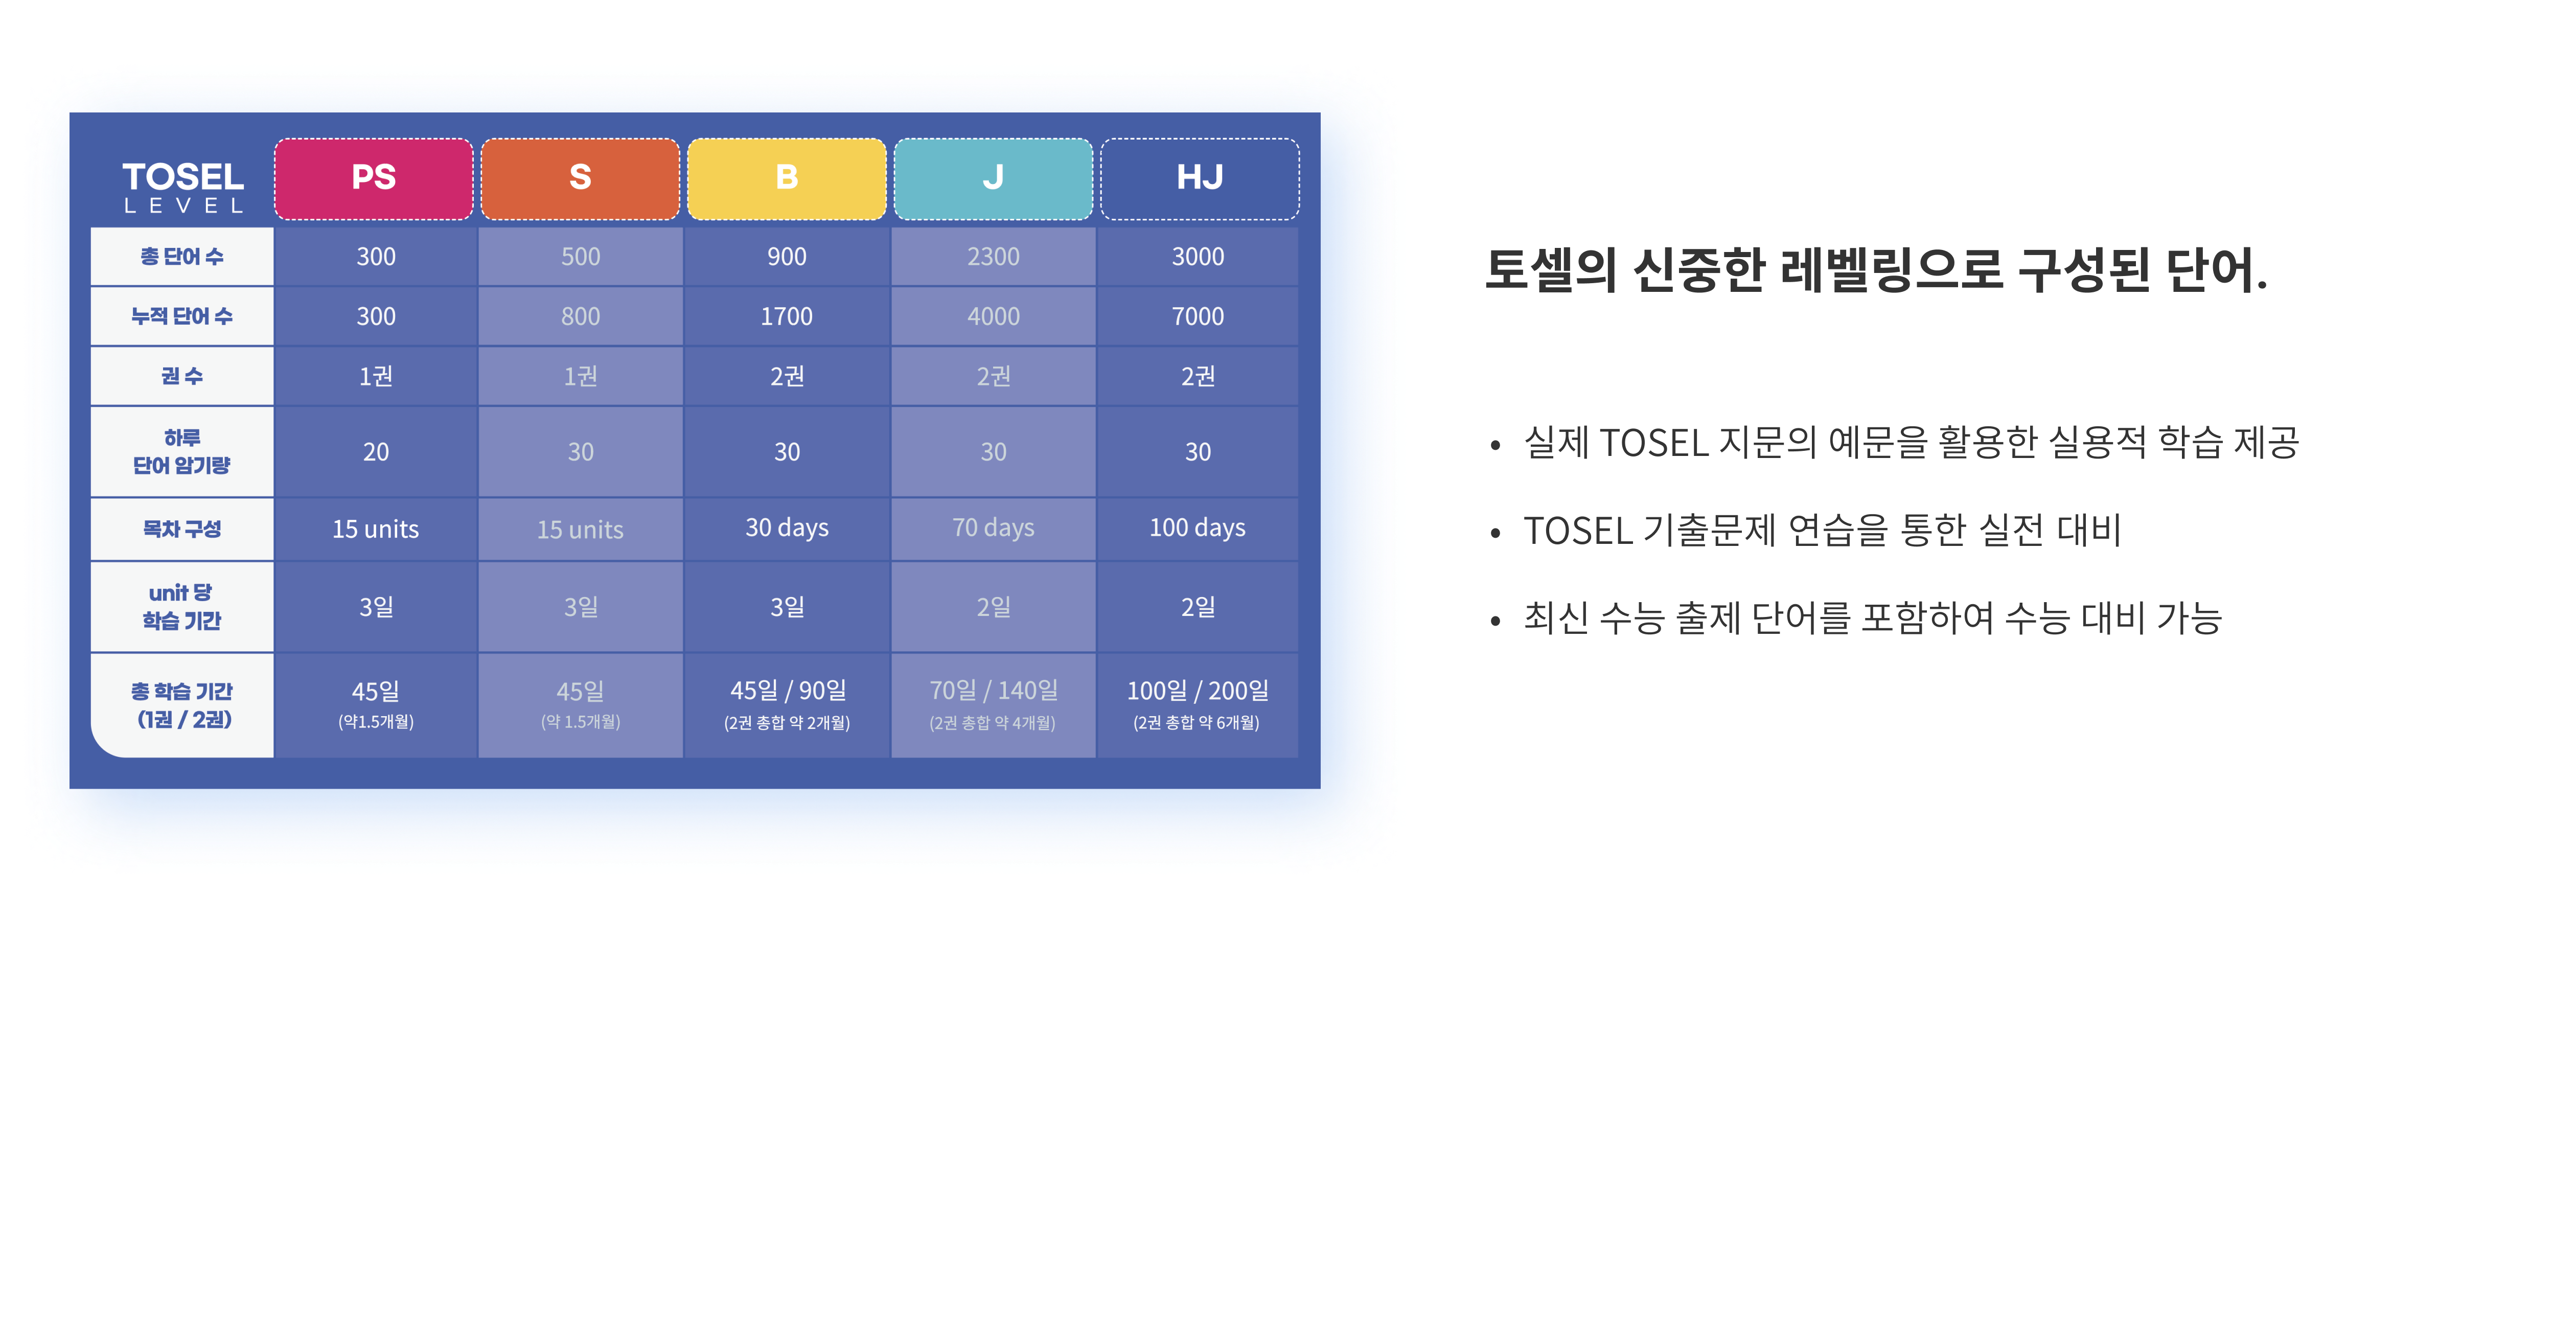 TOSEL
LEVEL
PS S B J HJ
총 단어 수 300 500 900 2300 3000
누적 단어 수 300 800 1700 4000 7000
권 수 1권 1권 2권 2권 2권
하루
단어 암기량 20 30 30 30 30
목차 구성 15 units 15 units 30 days 70 days 100 days
unit 당
학습 기간 3일 3일 3일 2일 2일
총 학습 기간 45일 45일 45일 / 90일 70일 / 140일 100일 / 200일
(1권 / 2권) (약1.5개월) (약 1.5개월) (2권 총합 약 2개월) (2권 총합 약 4개월) (2권 총합 약 6개월)
토셀의 신중한 레벨링으로 구성된 단어.
• 실제 TOSEL 지문의 예문을 활용한 실용적 학습 제공
• TOSEL 기출문제 연습을 통한 실전 대비
• 최신 수능 출제 단어를 포함하여 수능 대비 가능